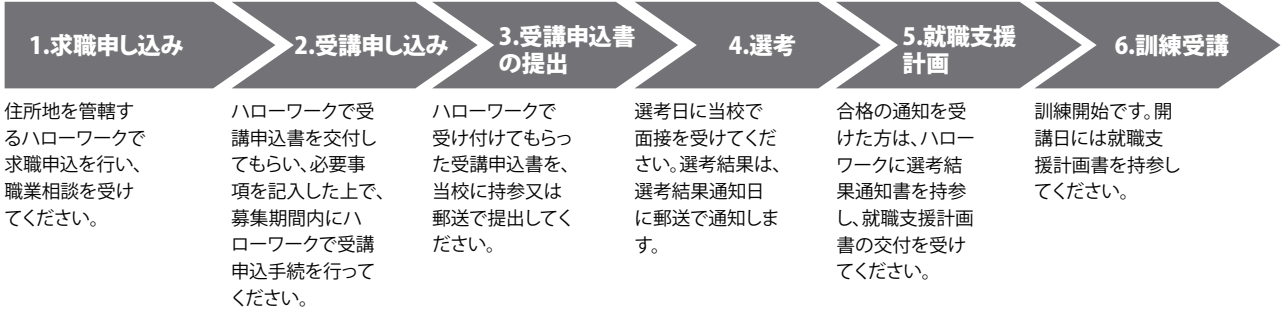 1.求職申し込み
2.受講申し込み
3.受講申込書
の提出
4.選考
5.就職支援
計画
6.訓練受講
住所地を管轄す
るハローワークで
求職申込を行い、
職業相談を受け
てください。
ハローワークで受
講申込書を交付し
てもらい、必要事
項を記入した上で、
募集期間内にハ
ローワークで受講
申込手続を行って
ください。
ハローワークで
受け付けてもらっ
た受講申込書を、
当校に持参又は
郵送で提出してく
ださい。
選考日に当校で
面接を受けてくだ
さい。選考結果は、
選考結果通知日
に郵送で通知しま
す。
合格の通知を受
けた方は、ハロー
ワークに選考結
果通知書を持参
し、就職支援計画
書の交付を受け
てください。
訓練開始です。開
講日には就職支
援計画書を持参し
てください。